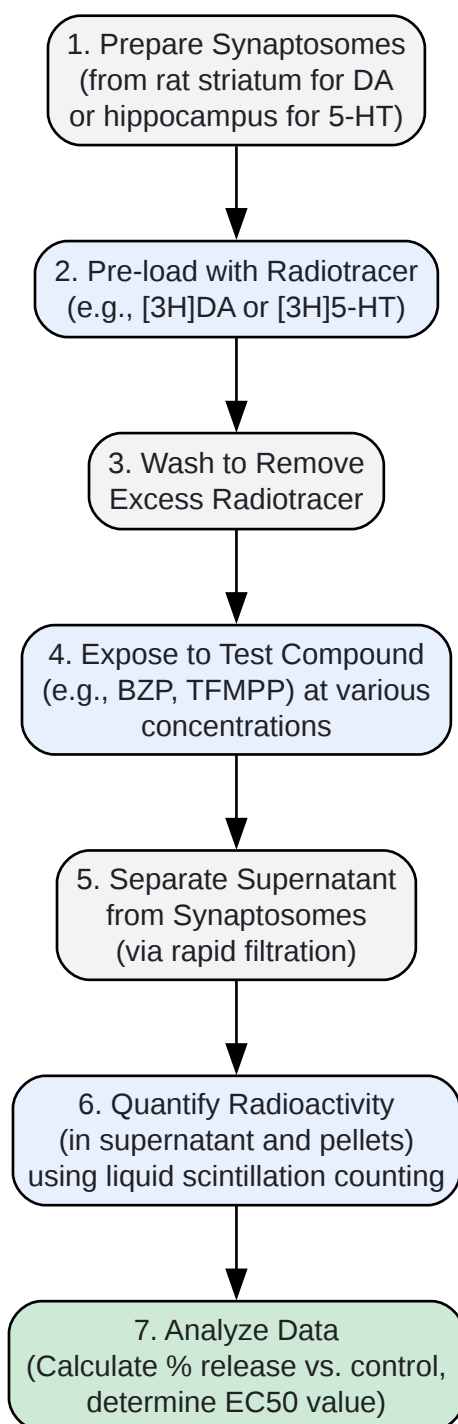 1. Prepare Synaptosomes
(from rat striatum for DA
or hippocampus for 5-HT)
2. Pre-load with Radiotracer
(e.g., [3H]DA or [3H]5-HT)
3. Wash to Remove
Excess Radiotracer
4. Expose to Test Compound
(e.g., BZP, TFMPP) at various
concentrations
5. Separate Supernatant
from Synaptosomes
(via rapid filtration)
6. Quantify Radioactivity
(in supernatant and pellets)
using liquid scintillation counting
7. Analyze Data
(Calculate % release vs. control,
determine EC50 value)